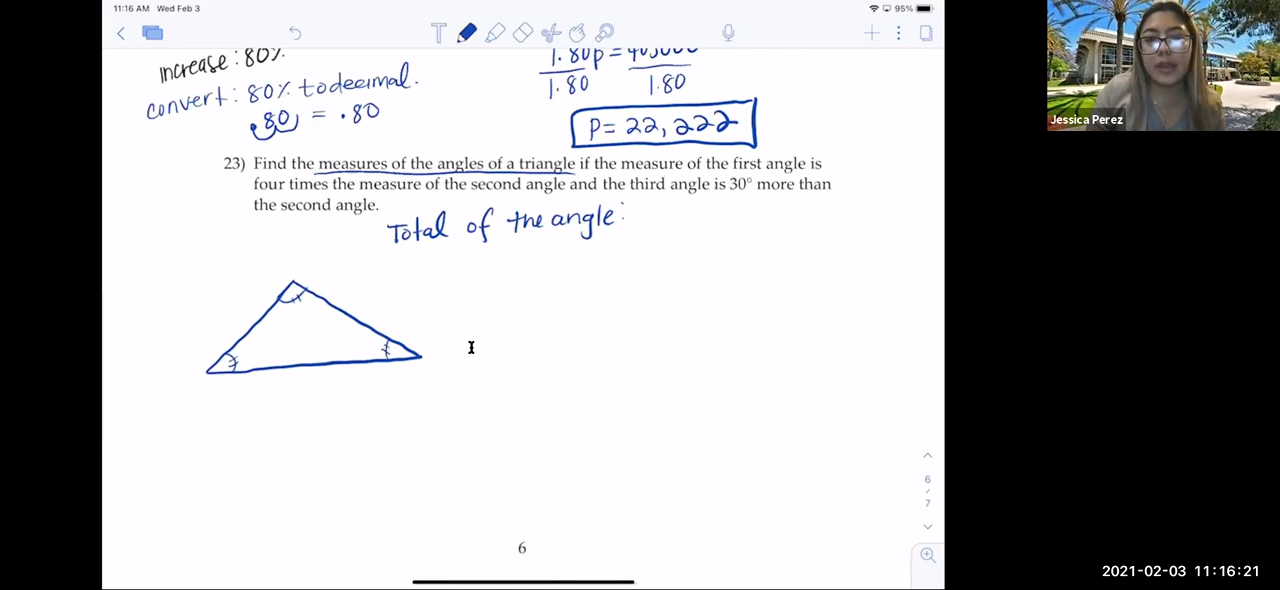 11:16 AM Wed Feb 3
95%
increase: 80%
convert: 80% to decimal.
80 = .80
1.80p = 40,000
1.80 1.80
P = 22,222
23) Find the measures of the angles of a triangle if the measure of the first angle is
four times the measure of the second angle and the third angle is 30° more than
the second angle.
Total of the angle:
6
/
7
6
Jessica Perez
2021-02-03 11:16:21